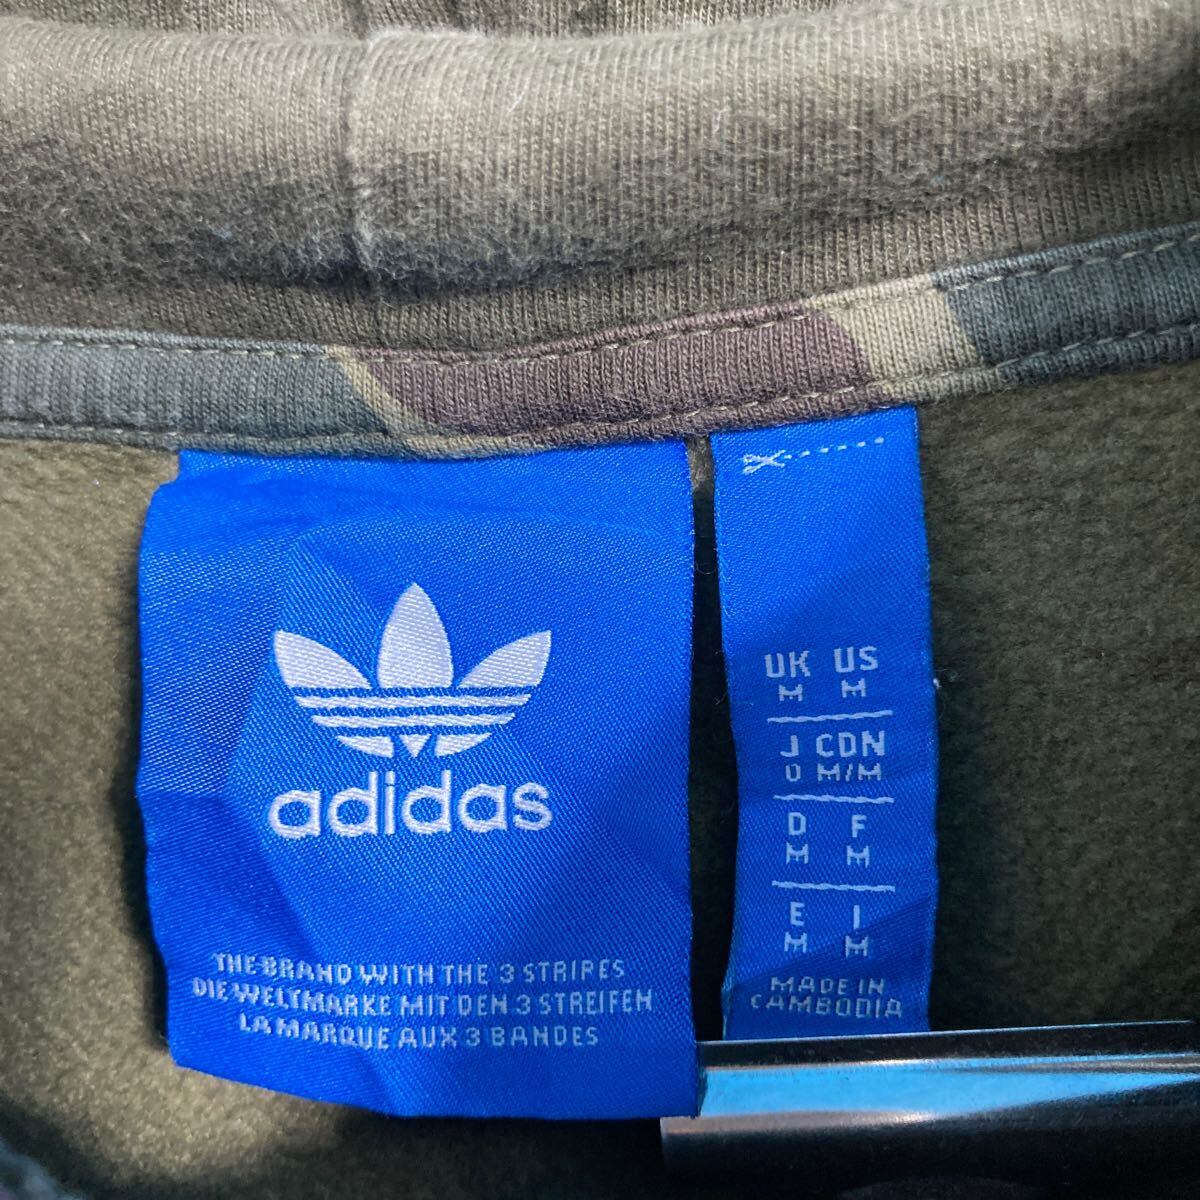 adidas
THE BRAND WITH THE 3 STRIPES
DIE WELTMARKE MIT DEN 3 STREIFEN
LA MARQUE AUX 3 BANDES
UK US
M M
J CDN
O M/M
D F
M M
E I
M M
MADE IN
CAMBODIA